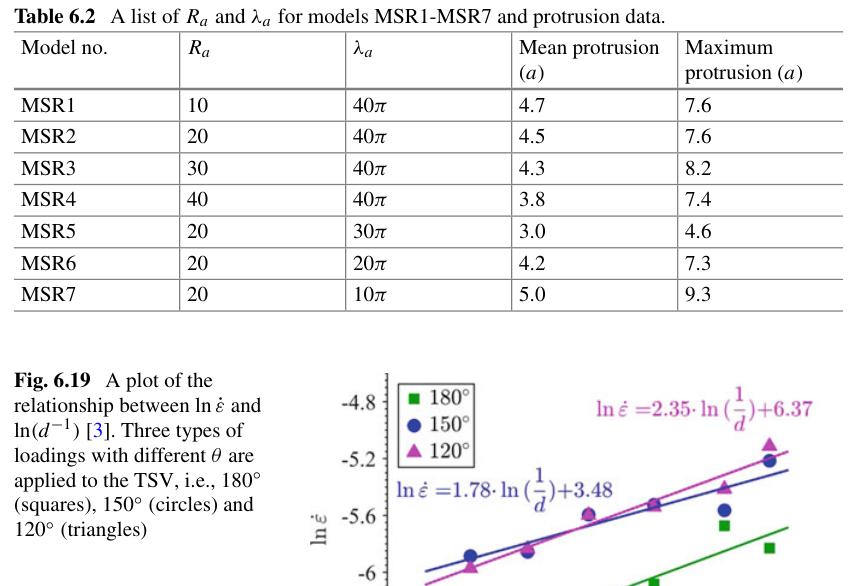 Table 6.2 A list of Rₐ and λₐ for models MSR1-MSR7 and protrusion data.
Model no. Rₐ λₐ Mean protrusion (a) Maximum protrusion (a)
MSR1 10 40π 4.7 7.6
MSR2 20 40π 4.5 7.6
MSR3 30 40π 4.3 8.2
MSR4 40 40π 3.8 7.4
MSR5 20 30π 3.0 4.6
MSR6 20 20π 4.2 7.3
MSR7 20 10π 5.0 9.3
Fig. 6.19 A plot of the
relationship between ln ε̇ and
ln(d⁻¹) [3]. Three types of
loadings with different θ are
applied to the TSV, i.e., 180°
(squares), 150° (circles) and
120° (triangles)
-4.8
-5.2
-5.6
-6
ln ε̇
180°
150°
120°
ln ε̇ =2.35· ln (1/d)+6.37
ln ε̇ =1.78· ln (1/d)+3.48